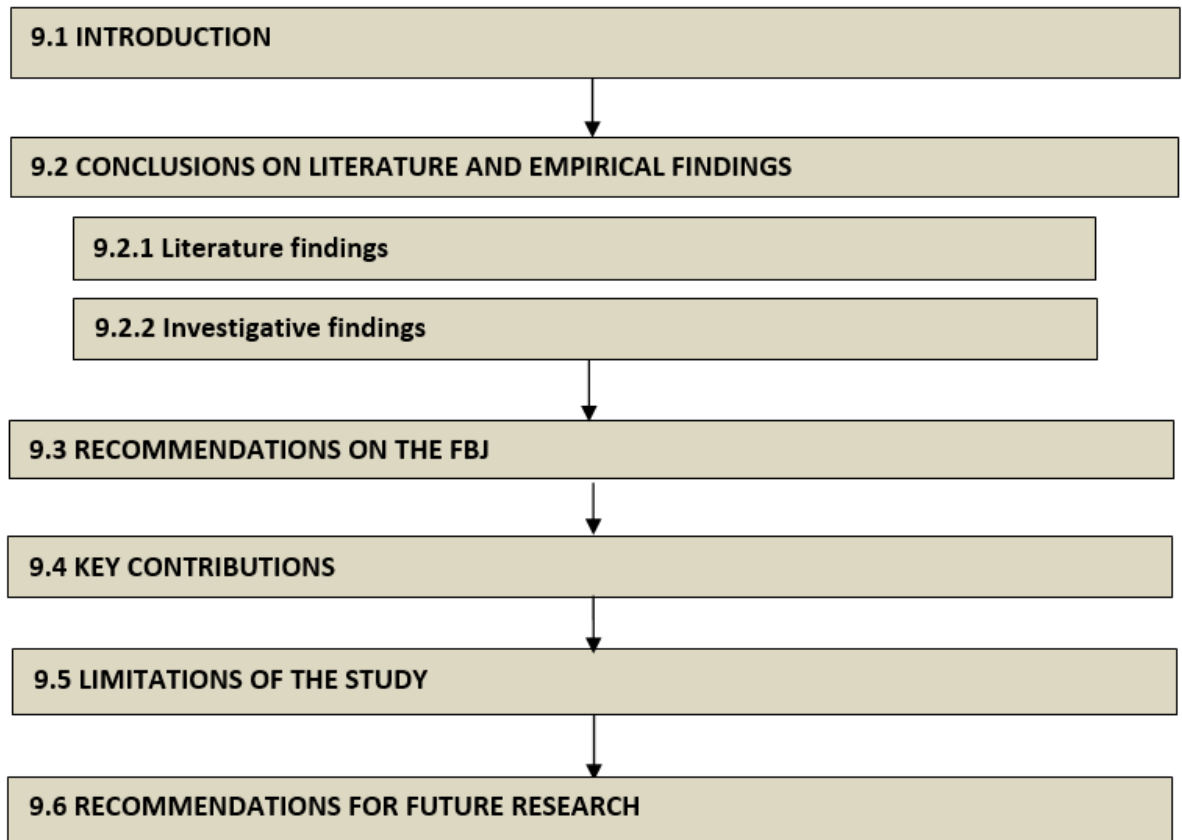 9.1 INTRODUCTION
9.2 CONCLUSIONS ON LITERATURE AND EMPIRICAL FINDINGS
9.2.1 Literature findings
9.2.2 Investigative findings
9.3 RECOMMENDATIONS ON THE FBJ
9.4 KEY CONTRIBUTIONS
9.5 LIMITATIONS OF THE STUDY
9.6 RECOMMENDATIONS FOR FUTURE RESEARCH